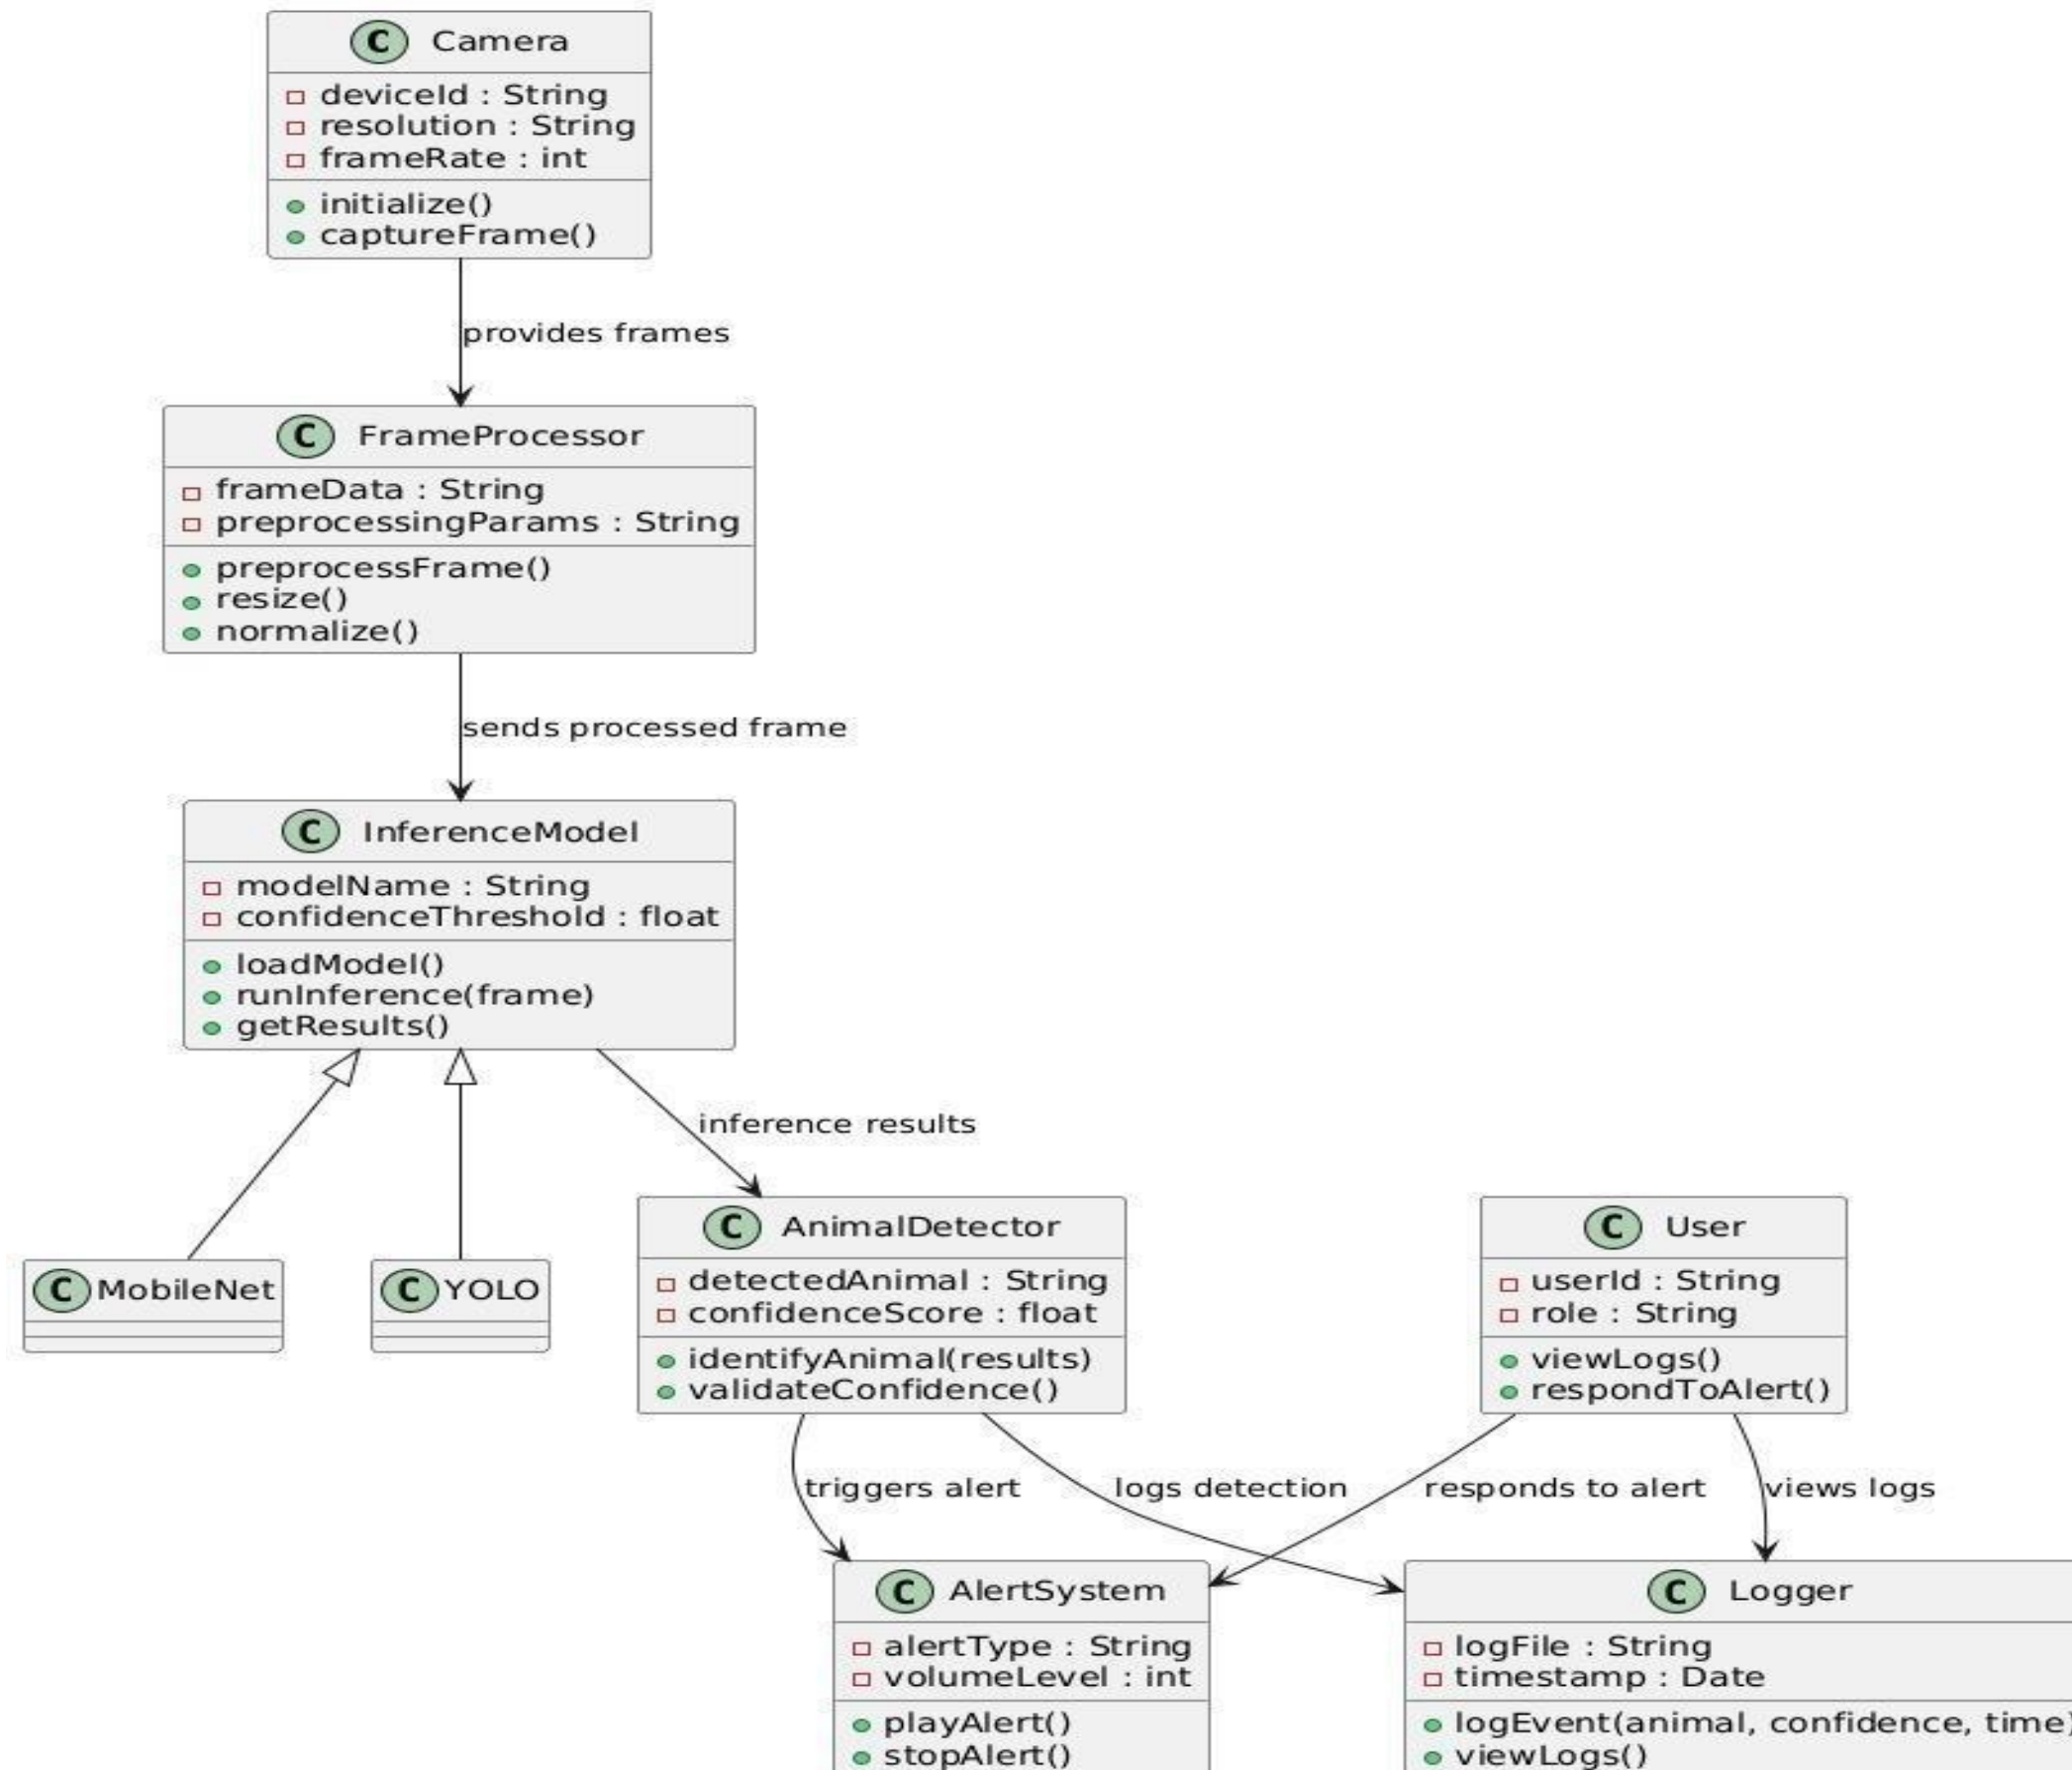 C Camera
deviceId : String
resolution : String
frameRate : int
initialize()
captureFrame()
provides frames
C FrameProcessor
frameData : String
preprocessingParams : String
preprocessFrame()
resize()
normalize()
sends processed frame
C InferenceModel
modelName : String
confidenceThreshold : float
loadModel()
runInference(frame)
getResults()
inference results
C MobileNet
C YOLO
C AnimalDetector
detectedAnimal : String
confidenceScore : float
identifyAnimal(results)
validateConfidence()
C User
userId : String
role : String
viewLogs()
respondToAlert()
triggers alert
logs detection
responds to alert
views logs
C AlertSystem
alertType : String
volumeLevel : int
playAlert()
stopAlert()
C Logger
logFile : String
timestamp : Date
logEvent(animal, confidence, time)
viewLogs()